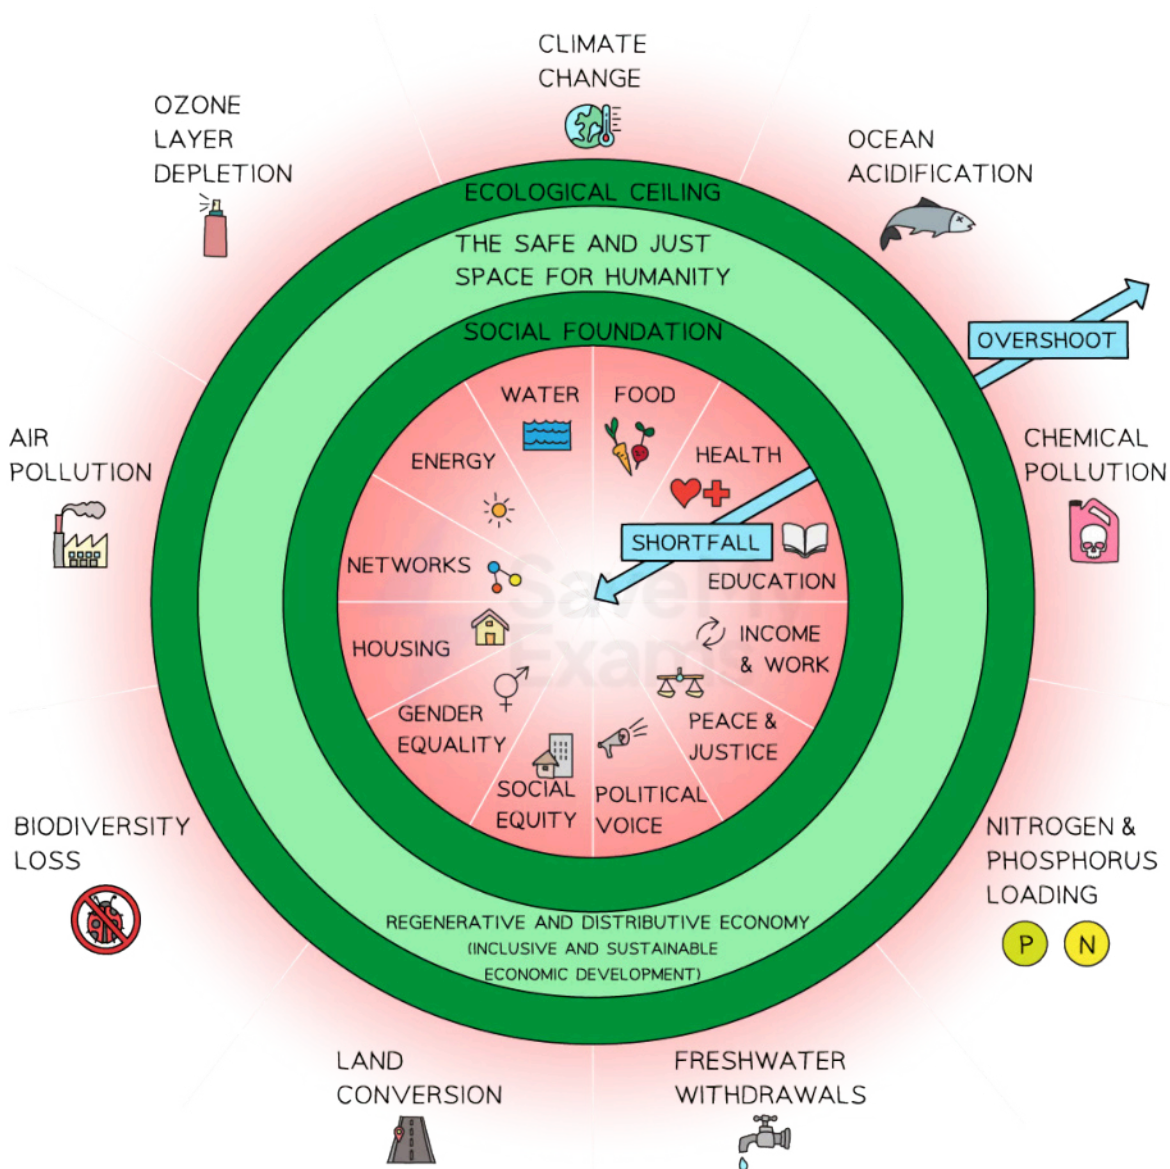 CLIMATE
CHANGE
OZONE
LAYER
DEPLETION
OCEAN
ACIDIFICATION
ECOLOGICAL CEILING
THE SAFE AND JUST
SPACE FOR HUMANITY
SOCIAL FOUNDATION
OVERSHOOT
WATER
FOOD
ENERGY
HEALTH
AIR
POLLUTION
CHEMICAL
POLLUTION
SHORTFALL
NETWORKS
EDUCATION
Save My
Exams
HOUSING
INCOME
& WORK
GENDER
EQUALITY
PEACE &
JUSTICE
SOCIAL
EQUITY
POLITICAL
VOICE
BIODIVERSITY
LOSS
NITROGEN &
PHOSPHORUS
LOADING
P N
REGENERATIVE AND DISTRIBUTIVE ECONOMY
(INCLUSIVE AND SUSTAINABLE
ECONOMIC DEVELOPMENT)
LAND
CONVERSION
FRESHWATER
WITHDRAWALS